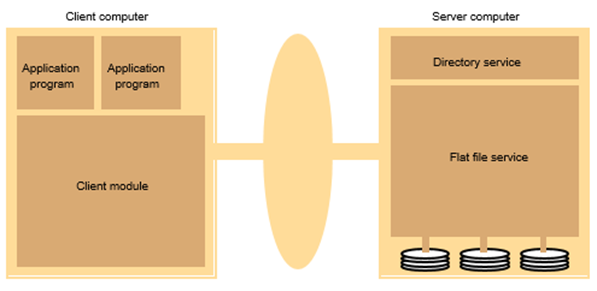 Client computer
Server computer
Application
program
Application
program
Directory service
Client module
Flat file service